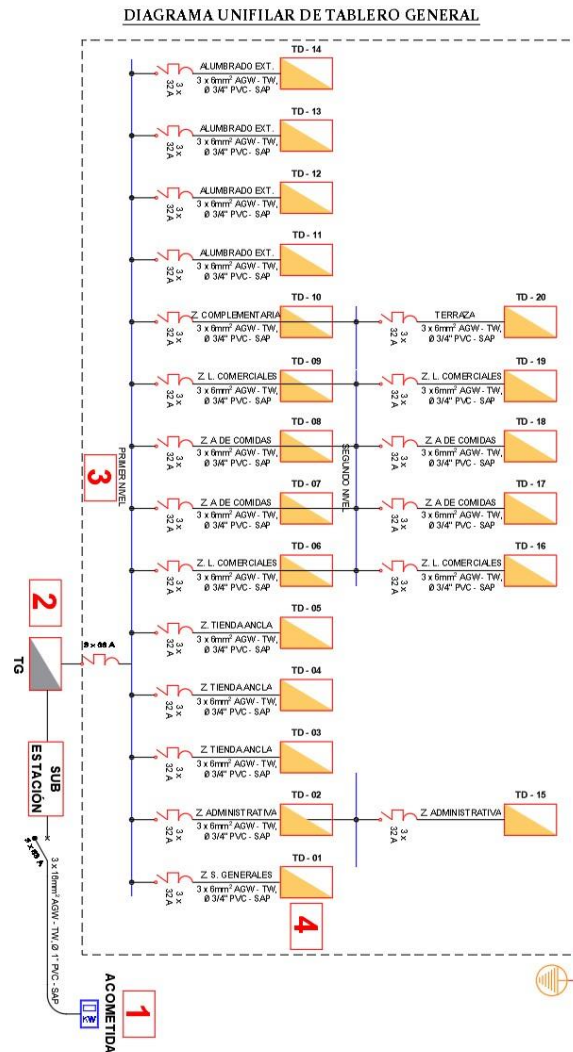 DIAGRAMA UNIFILAR DE TABLERO GENERAL
TD - 14
ALUMBRADO EXT.
3 x 6mm² AGW - TW,
Ø 3/4" PVC - SAP
3 x
32 A
TD - 13
ALUMBRADO EXT.
3 x 6mm² AGW - TW,
Ø 3/4" PVC - SAP
3 x
32 A
TD - 12
ALUMBRADO EXT.
3 x 6mm² AGW - TW,
Ø 3/4" PVC - SAP
3 x
32 A
TD - 11
ALUMBRADO EXT.
3 x 6mm² AGW - TW,
Ø 3/4" PVC - SAP
3 x
32 A
TD - 10
Z. COMPLEMENTARIA
3 x 6mm² AGW - TW,
Ø 3/4" PVC - SAP
3 x
32 A
TD - 20
TERRAZA
3 x 6mm² AGW - TW,
Ø 3/4" PVC - SAP
3 x
32 A
TD - 09
Z. L. COMERCIALES
3 x 6mm² AGW - TW,
Ø 3/4" PVC - SAP
3 x
32 A
TD - 19
Z. L. COMERCIALES
3 x 6mm² AGW - TW,
Ø 3/4" PVC - SAP
3 x
32 A
TD - 08
Z. A DE COMIDAS
3 x 6mm² AGW - TW,
Ø 3/4" PVC - SAP
3 x
32 A
TD - 18
Z. A DE COMIDAS
3 x 6mm² AGW - TW,
Ø 3/4" PVC - SAP
3 x
32 A
PRIMER NIVEL
SEGUNDO NIVEL
3
TD - 07
Z. A DE COMIDAS
3 x 6mm² AGW - TW,
Ø 3/4" PVC - SAP
3 x
32 A
TD - 17
Z. A DE COMIDAS
3 x 6mm² AGW - TW,
Ø 3/4" PVC - SAP
3 x
32 A
TD - 06
Z. L. COMERCIALES
3 x 6mm² AGW - TW,
Ø 3/4" PVC - SAP
3 x
32 A
TD - 16
Z. L. COMERCIALES
3 x 6mm² AGW - TW,
Ø 3/4" PVC - SAP
3 x
32 A
TD - 05
Z. TIENDA ANCLA
3 x 6mm² AGW - TW,
Ø 3/4" PVC - SAP
3 x
32 A
2
TG
TD - 04
Z. TIENDA ANCLA
3 x 6mm² AGW - TW,
Ø 3/4" PVC - SAP
3 x
32 A
TD - 03
Z. TIENDA ANCLA
3 x 6mm² AGW - TW,
Ø 3/4" PVC - SAP
3 x
32 A
SUB
ESTACIÓN
TD - 02
Z. ADMINISTRATIVA
3 x 6mm² AGW - TW,
Ø 3/4" PVC - SAP
3 x
32 A
TD - 15
Z. ADMINISTRATIVA
3 x
32 A
TD - 01
Z. S. GENERALES
3 x 6mm² AGW - TW,
Ø 3/4" PVC - SAP
3 x
32 A
4
3 x 16mm² AGW - TW, Ø 1" PVC - SAP
KW
ACOMETIDA
1